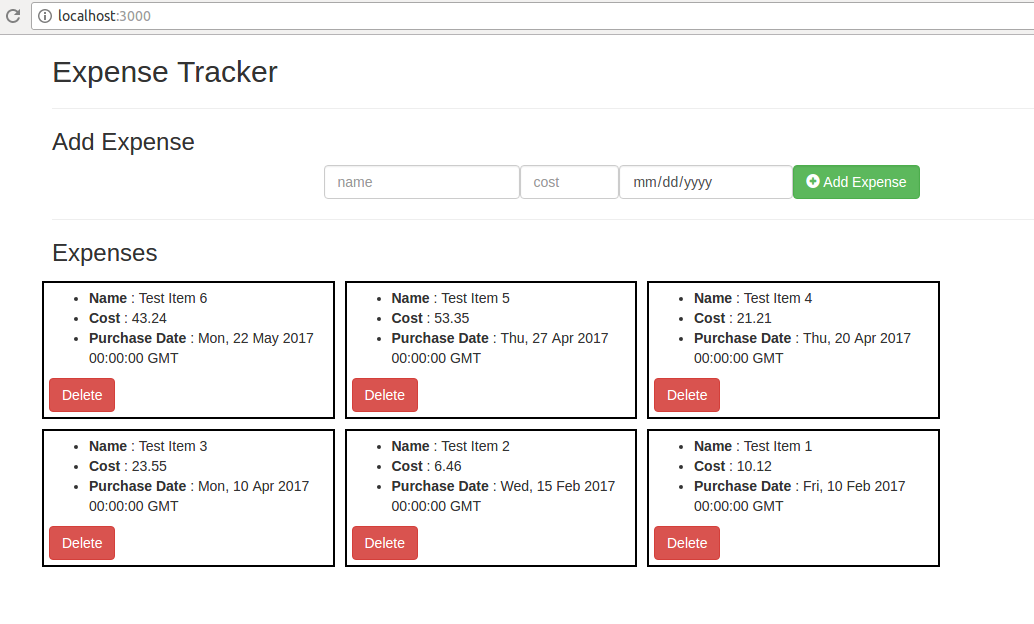 localhost:3000
Expense Tracker
Add Expense
name cost mm/dd/yyyy Add Expense
Expenses
Name : Test Item 6
Cost : 43.24
Purchase Date : Mon, 22 May 2017
00:00:00 GMT
Delete
Name : Test Item 5
Cost : 53.35
Purchase Date : Thu, 27 Apr 2017
00:00:00 GMT
Delete
Name : Test Item 4
Cost : 21.21
Purchase Date : Thu, 20 Apr 2017
00:00:00 GMT
Delete
Name : Test Item 3
Cost : 23.55
Purchase Date : Mon, 10 Apr 2017
00:00:00 GMT
Delete
Name : Test Item 2
Cost : 6.46
Purchase Date : Wed, 15 Feb 2017
00:00:00 GMT
Delete
Name : Test Item 1
Cost : 10.12
Purchase Date : Fri, 10 Feb 2017
00:00:00 GMT
Delete